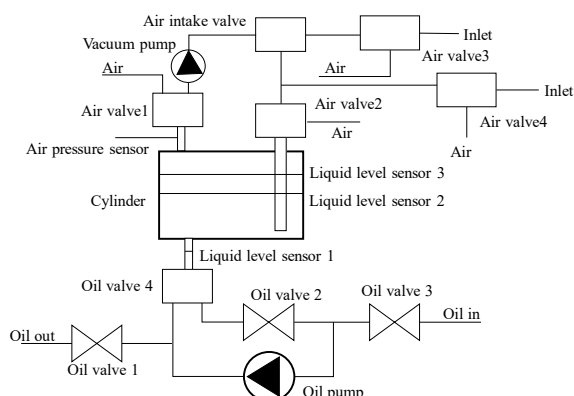 Air intake valve
Inlet
Vacuum pump
Air valve3
Air
Air
Inlet
Air valve2
Air valve1
Air
Air valve4
Air pressure sensor
Air
Liquid level sensor 3
Cylinder
Liquid level sensor 2
Liquid level sensor 1
Oil valve 4
Oil valve 2
Oil valve 3
Oil in
Oil out
Oil valve 1
Oil pump